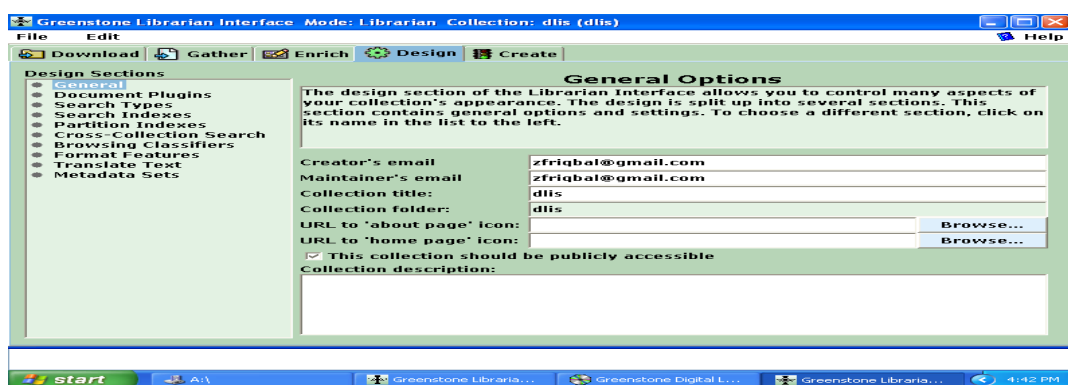 Greenstone Librarian Interface Mode: Librarian Collection: dlis (dlis)
File Edit Help
Download Gather Enrich Design Create
Design Sections
General
Document Plugins
Search Types
Search Indexes
Partition Indexes
Cross-Collection Search
Browsing Classifiers
Format Features
Translate Text
Metadata Sets
General Options
The design section of the Librarian Interface allows you to control many aspects of
your collection's appearance. The design is split up into several sections. This
section contains general options and settings. To choose a different section, click on
its name in the list to the left.
Creator's email zfriqbal@gmail.com
Maintainer's email zfriqbal@gmail.com
Collection title: dlis
Collection folder: dlis
URL to 'about page' icon: Browse...
URL to 'home page' icon: Browse...
This collection should be publicly accessible
Collection description:
start A:\ Greenstone Libraria... Greenstone Digital L... Greenstone Libraria... 4:42 PM